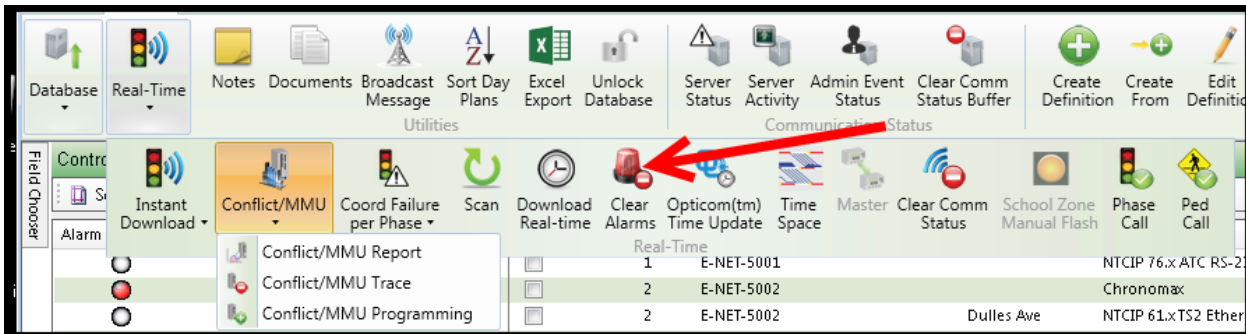 Database
Real-Time
Notes
Documents
Broadcast
Message
Sort Day
Plans
Excel
Export
Unlock
Database
Utilities
Server
Status
Server
Activity
Admin Event
Status
Clear Comm
Status Buffer
Communication Status
Create
Definition
Create
From
Edit
Field Chooser
Alarm
Instant
Download
Conflict/MMU
Coord Failure
per Phase
Scan
Download
Real-time
Clear
Alarms
Opticom(tm)
Time Update
Time
Space
Master
Clear Comm
Status
School Zone
Manual Flash
Phase
Call
Ped
Call
Real-Time
Conflict/MMU Report
Conflict/MMU Trace
Conflict/MMU Programming
1 E-NET-5001 NTCIP 76.x ATC
2 E-NET-5002 Chronomax
2 E-NET-5002 Dulles Ave NTCIP 61.x TS2 Ether